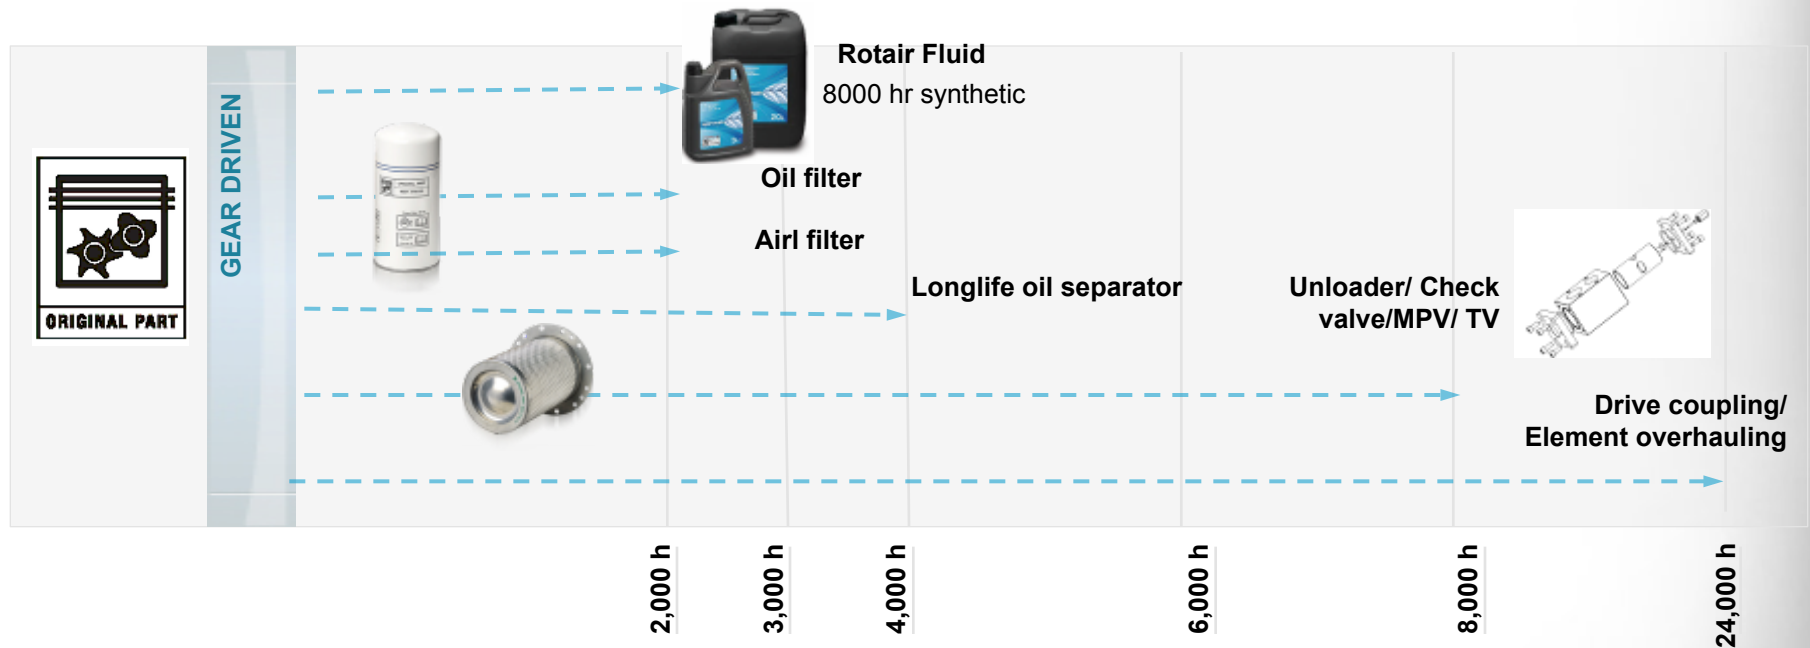 Rotair Fluid
8000 hr synthetic
GEAR DRIVEN
Oil filter
Airl filter
Longlife oil separator
Unloader/ Check
valve/MPV/ TV
ORIGINAL PART
Drive coupling/
Element overhauling
2,000 h
3,000 h
4,000 h
6,000 h
8,000 h
24,000 h